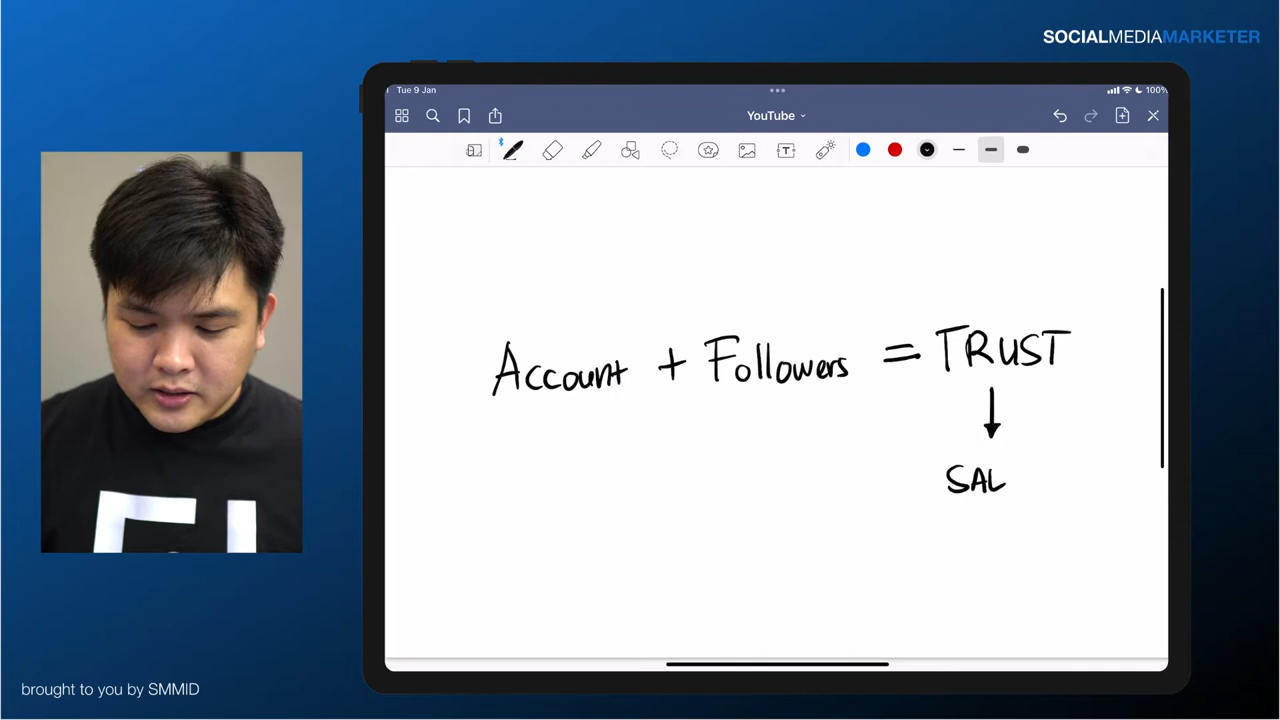 SOCIALMEDIAMARKETER
Tue 9 Jan
100%
YouTube
T
Account + Followers = TRUST
SAL
brought to you by SMMID